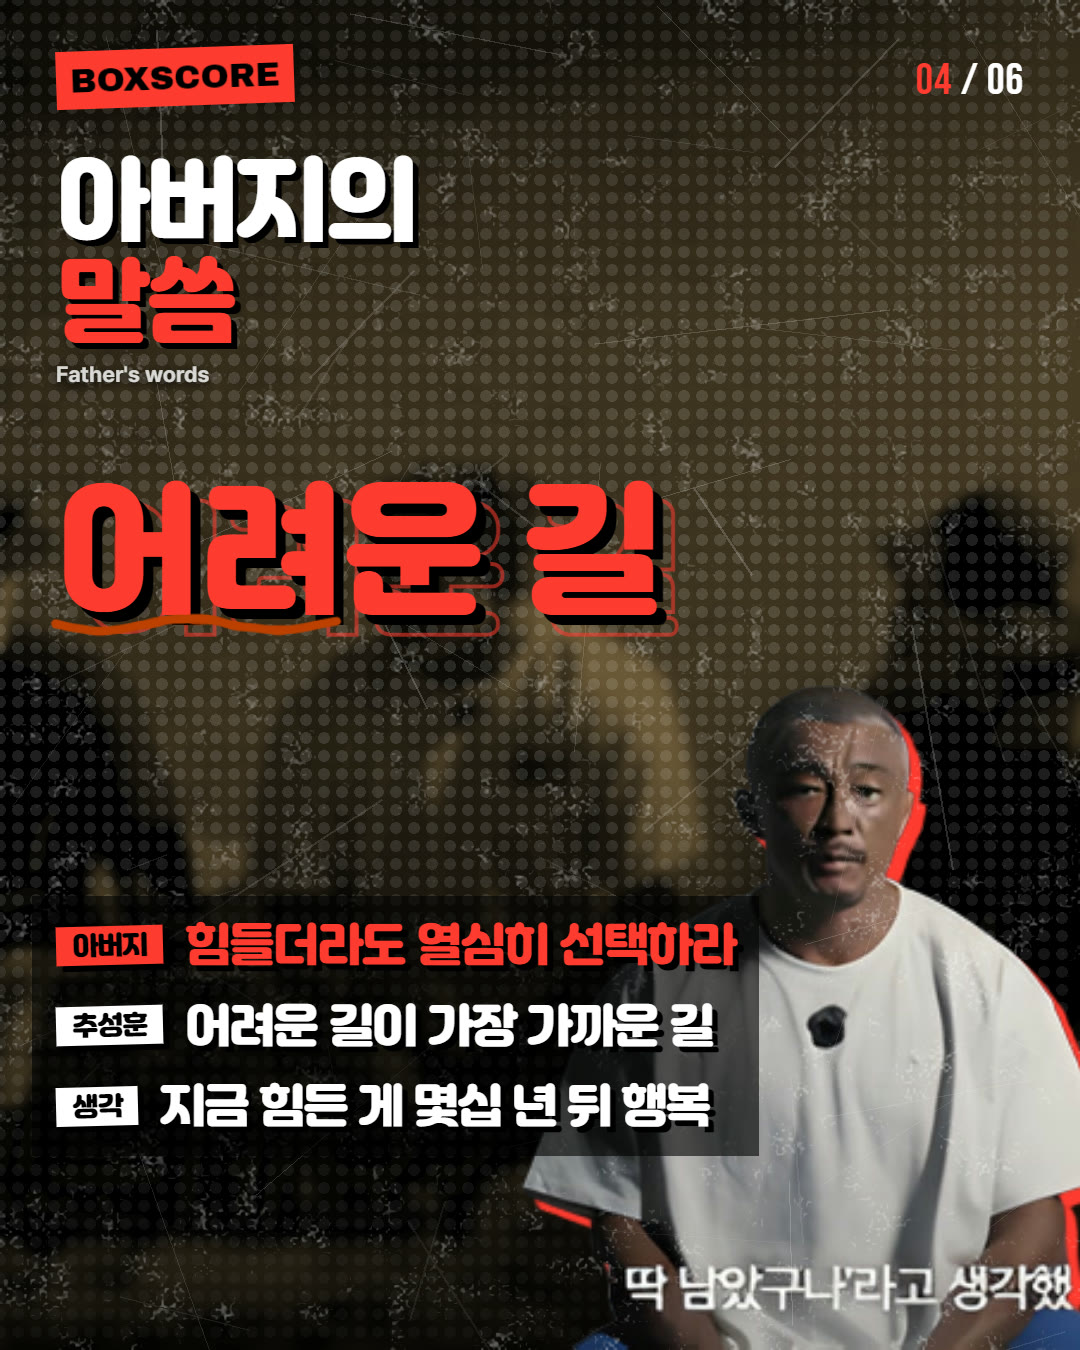 BOXSCORE
04 / 06
아버지의
말씀
Father's words
어려운 길
아버지 힘들더라도 열심히 선택하라
추성훈 어려운 길이 가장 가까운 길
생각 지금 힘든 게 몇십 년 뒤 행복
딱 남았구나'라고 생각했